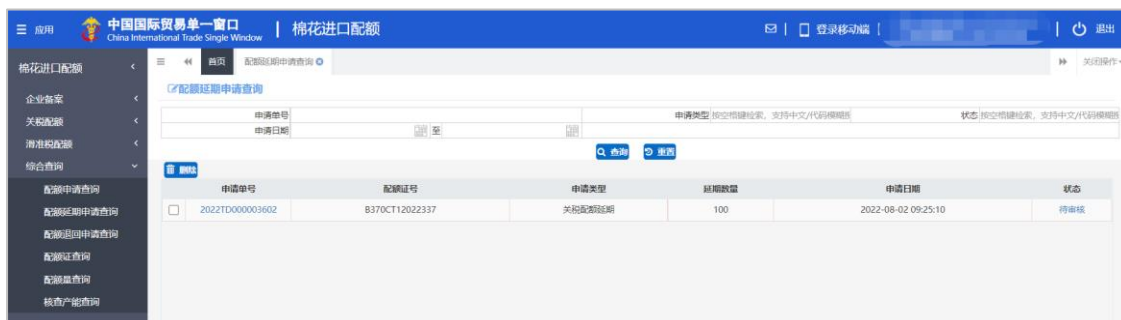 应用 中国国际贸易单一窗口 China International Trade Single Window | 棉花进口配额 | 登录移动端 【 | 退出
棉花进口配额 首页 配额延期申请查询 关闭操作
配额延期申请查询
企业备案
关税配额
滑准税配额
综合查询
配额申请查询
配额延期申请查询
配额退回申请查询
配额证查询
配额量查询
核查产能查询
申请单号 申请类型 按空格键检索，支持中文/代码模糊 状态 按空格键检索，支持中文/代码模糊
申请日期 至
查询 重置
删除
申请单号 配额证号 申请类型 延期数量 申请日期 状态
2022TD000003602 B370CT12022337 关税配额延期 100 2022-08-02 09:25:10 待审核